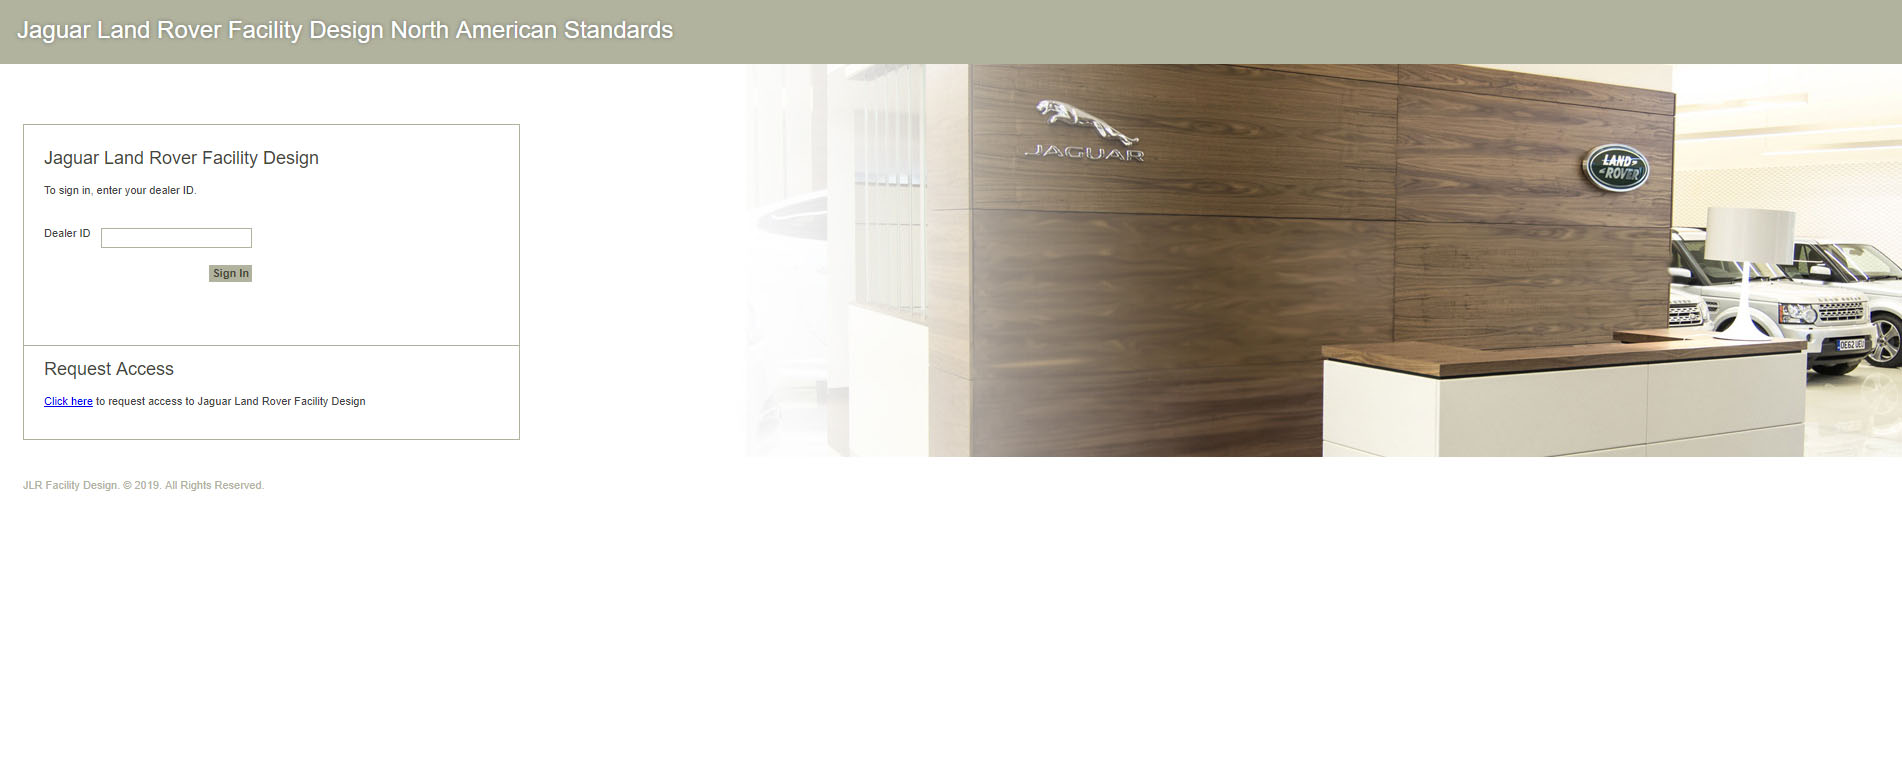 Jaguar Land Rover Facility Design North American Standards
Jaguar Land Rover Facility Design
To sign in, enter your dealer ID.
Dealer ID
Sign In
Request Access
Click here to request access to Jaguar Land Rover Facility Design
JLR Facility Design. © 2019. All Rights Reserved.
JAGUAR
LAND
ROVER
LAND ROVER
OE62 UEU